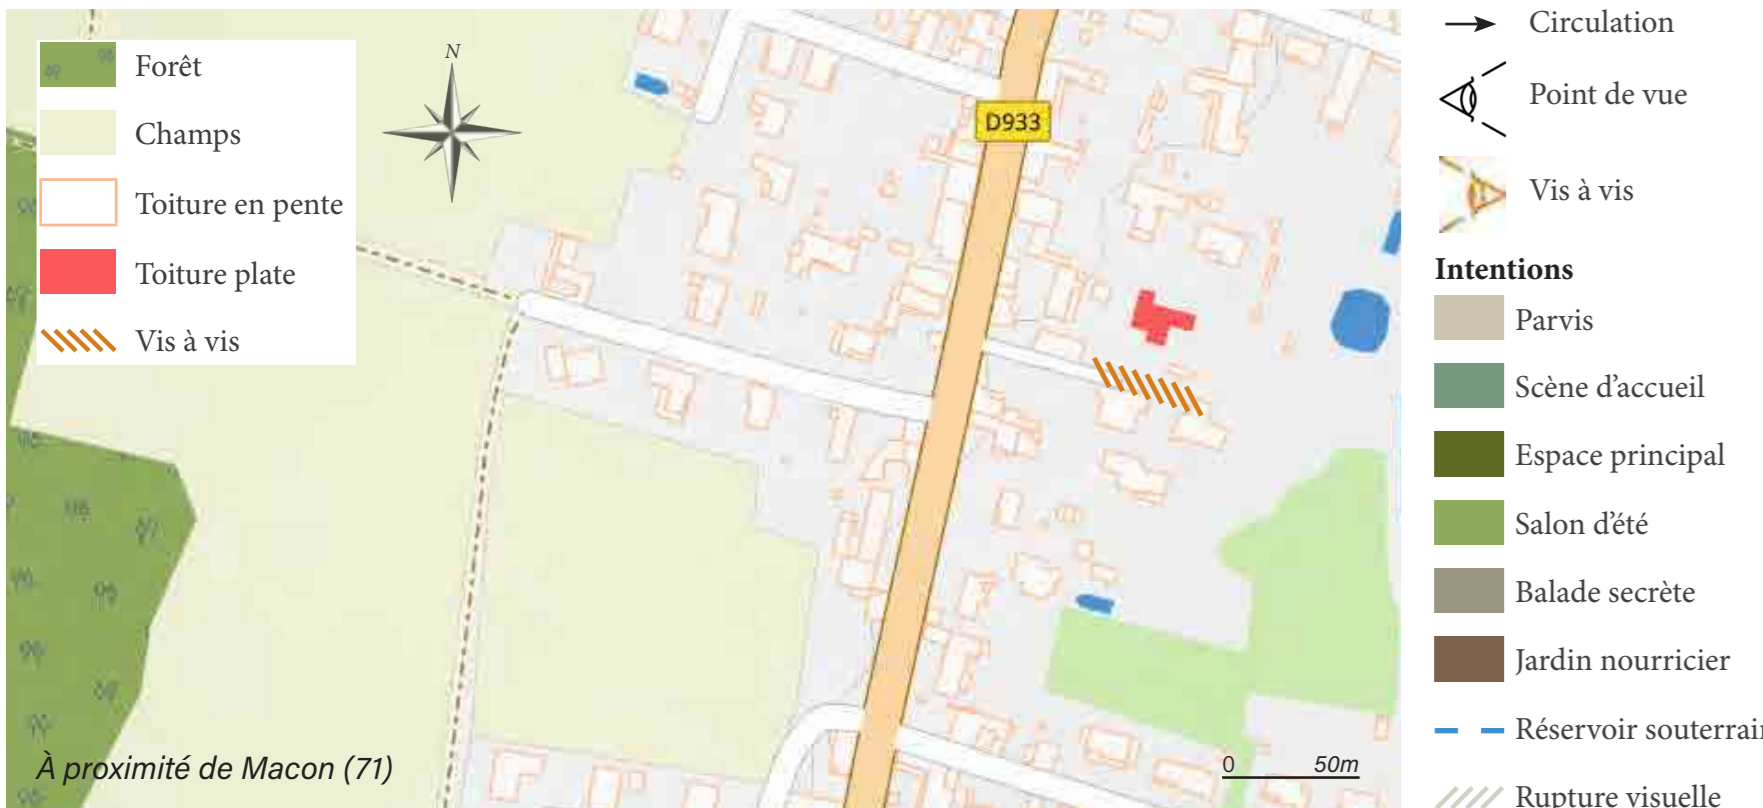 Forêt
Champs
Toiture en pente
Toiture plate
Vis à vis
N
D933
À proximité de Macon (71)
0 50m
Circulation
Point de vue
Vis à vis
Intentions
Parvis
Scène d'accueil
Espace principal
Salon d'été
Balade secrète
Jardin nourricier
Réservoir souterrain
Rupture visuelle